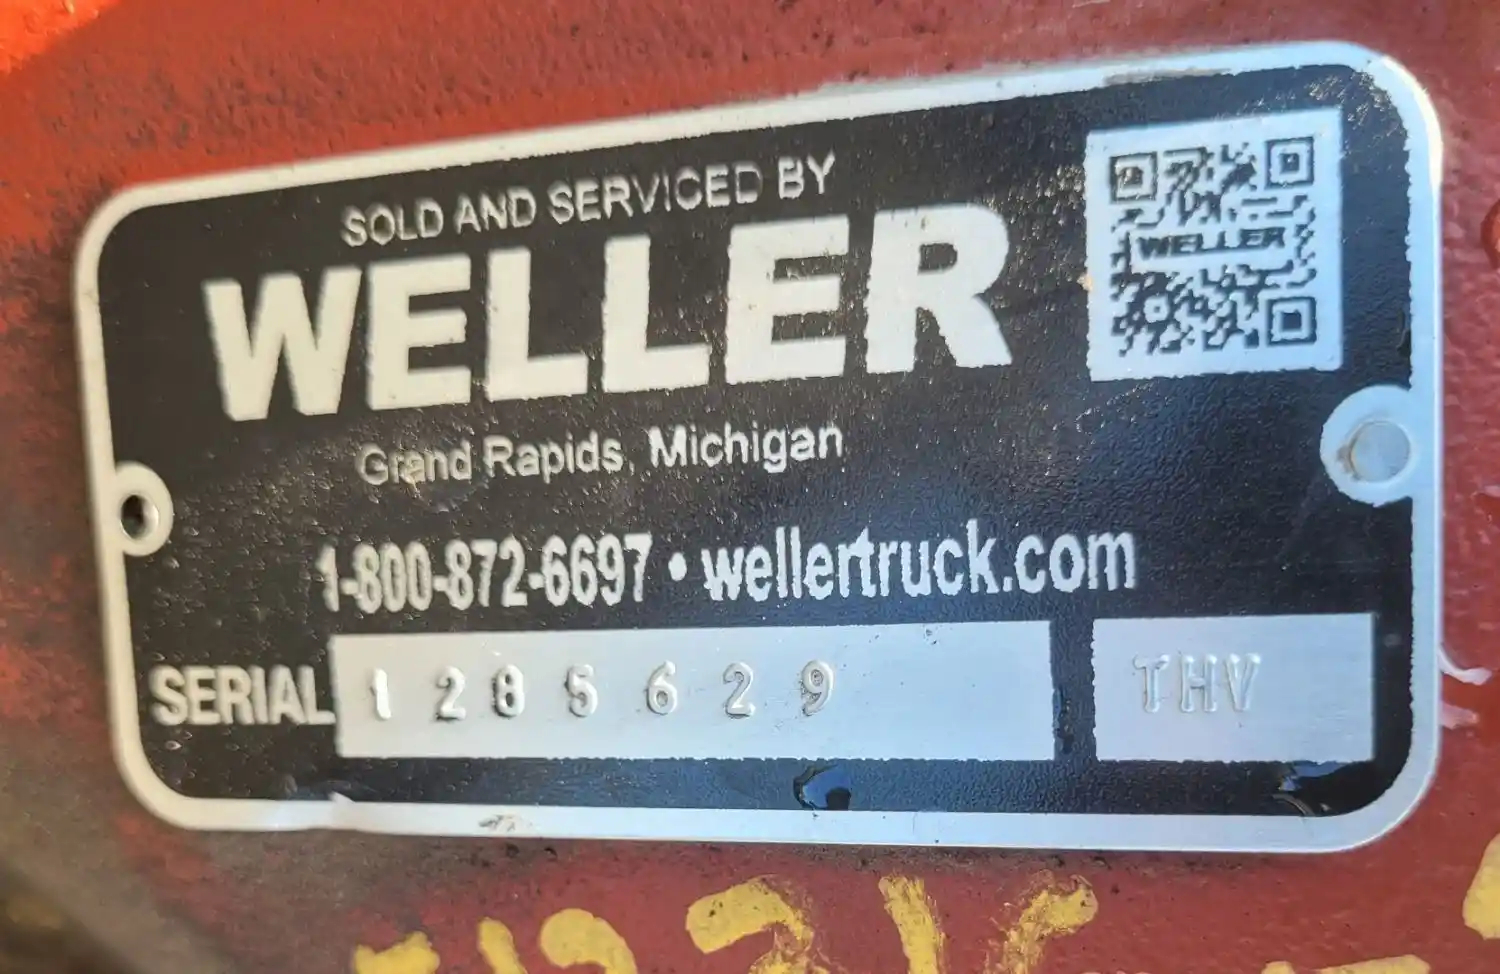 SOLD AND SERVICED BY
WELLER
WELLER
Grand Rapids, Michigan
1-800-872-6697 • wellertruck.com
SERIAL 1285629 THV